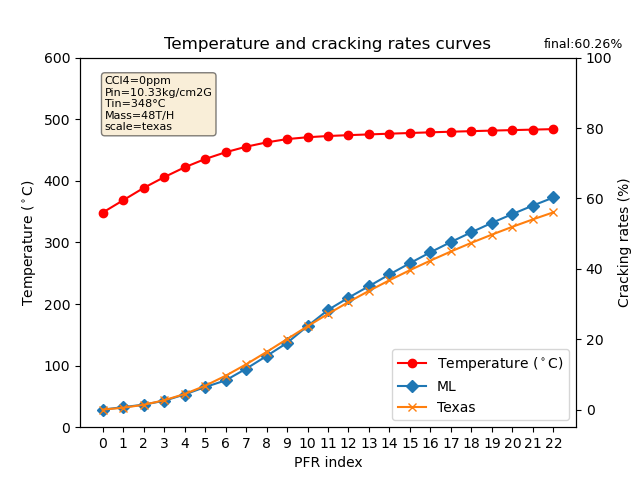 Temperature and cracking rates curves
final:60.26%
CCl4=0ppm
Pin=10.33kg/cm2G
Tin=348°C
Mass=48T/H
scale=texas
Temperature (°C)
600
500
400
300
200
100
0
Cracking rates (%)
100
80
60
40
20
0
Temperature (°C)
ML
Texas
0 1 2 3 4 5 6 7 8 9 10 11 12 13 14 15 16 17 18 19 20 21 22
PFR index